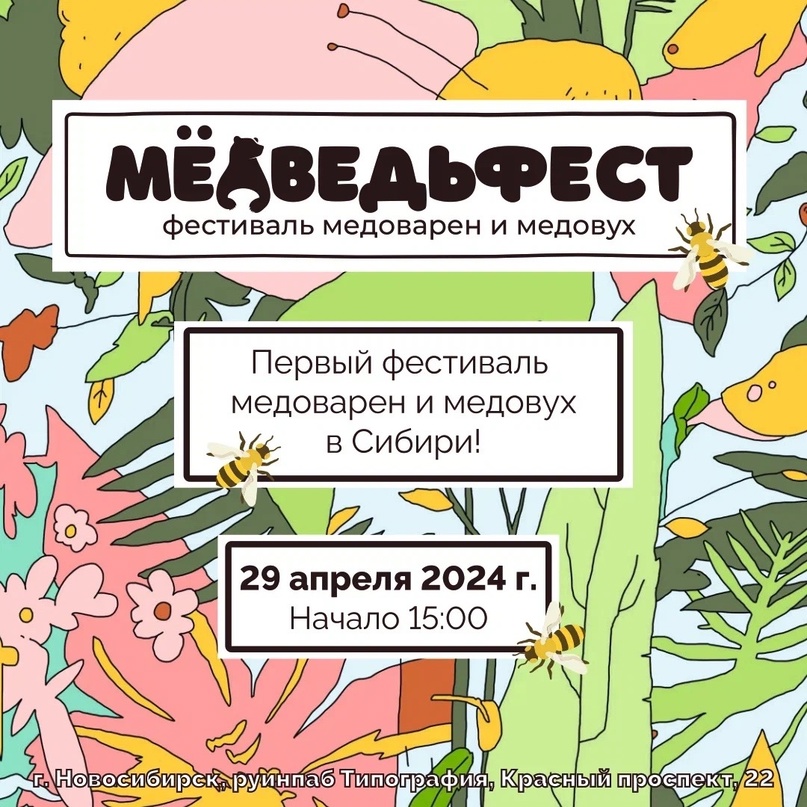 МЁДВЕДЬФЕСТ
фестиваль медоварен и медовух
Первый фестиваль
медоварен и медовух
в Сибири!
29 апреля 2024 г.
Начало 15:00
г. Новосибирск, руинпаб Типография, Красный проспект, 22